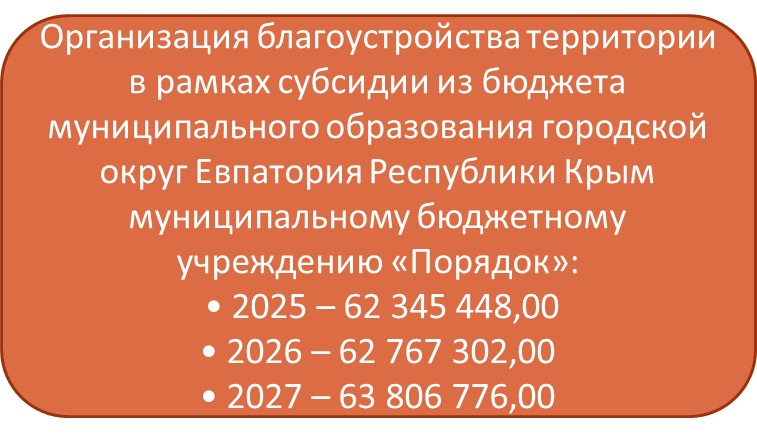 Организация благоустройства территории
в рамках субсидии из бюджета
муниципального образования городской
округ Евпатория Республики Крым
муниципальному бюджетному
учреждению «Порядок»:
• 2025 – 62 345 448,00
• 2026 – 62 767 302,00
• 2027 – 63 806 776,00